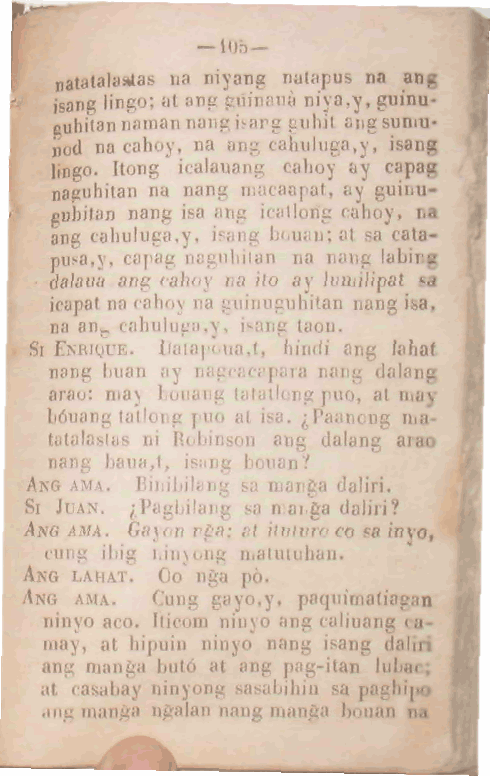 —105—
natatalastas na niyang natapus na ang
isang lingo; at ang guinauà niya,y, guinu-
guhitan naman nang isang guhit ang sumu-
nod na cahoy, na ang cahuluga,y, isang
lingo. Itong icalauang cahoy ay capag
naguhitan na nang macaapat, ay guinu-
guhitan nang isa ang icatlong cahoy, na
ang cahuluga,y, isang bouan; at sa cata-
pusa,y, capag naguhitan na nang labing
dalaua ang cahoy na ito ay lumilipat sa
icapat na cahoy na guinuguhitan nang isa,
na ang cahuluga,y, isang taon.
SI ENRIQUE. Datapoua,t, hindi ang lahat
nang buan ay nagcacapara nang dalang
arao: may bouang tatatlong puo, at may
bóuang tatlong puo at isa. ¿Paanong ma-
tatalastas ni Robinson ang dalang arao
nang baua,t, isang bouan?
ANG AMA. Binibilang sa manga daliri.
SI JUAN. ¿Pagbilang sa manga daliri?
ANG AMA. Gayon nga; at ituturo co sa inyo,
cung ibig ninyong matutuhan.
ANG LAHAT. Oo nga pò.
ANG AMA. Cung gayo,y, paquimatiagan
ninyo aco. Iticom ninyo ang caliuang ca-
may, at hipuin ninyo nang isang daliri
ang manga butó at ang pag-itan lubac;
at casabay ninyong sasabihin sa paghipo
ang manga ngalan nang manga bouan na